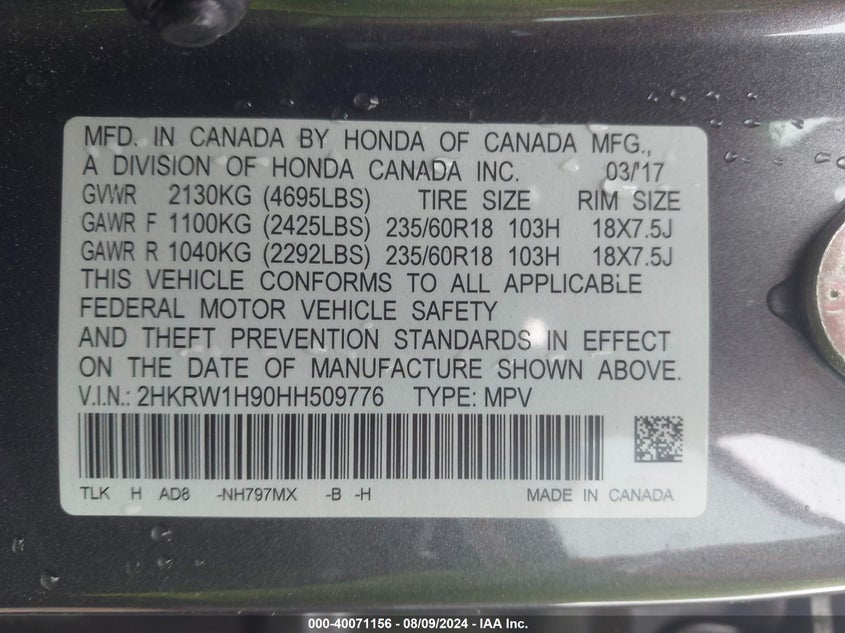 MFD. IN CANADA BY HONDA OF CANADA MFG.,
A DIVISION OF HONDA CANADA INC. 03/17
GVWR 2130KG (4695LBS) TIRE SIZE RIM SIZE
GAWR F 1100KG (2425LBS) 235/60R18 103H 18X7.5J
GAWR R 1040KG (2292LBS) 235/60R18 103H 18X7.5J
THIS VEHICLE CONFORMS TO ALL APPLICABLE
FEDERAL MOTOR VEHICLE SAFETY
AND THEFT PREVENTION STANDARDS IN EFFECT
ON THE DATE OF MANUFACTURE SHOWN ABOVE.
V.I.N.: 2HKRW1H90HH509776 TYPE: MPV
TLK H AD8 -NH797MX -B -H MADE IN CANADA
000-40071156 - 08/09/2024 - IAA Inc.